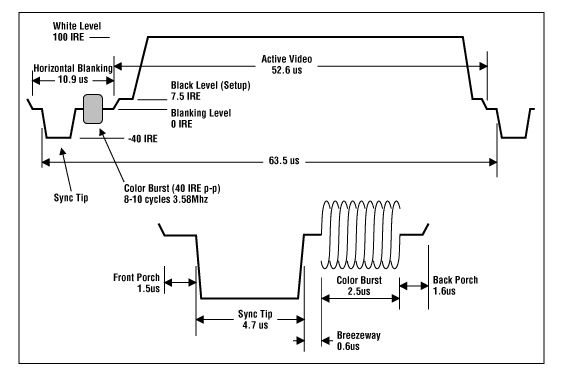 White Level
100 IRE
Horizontal Blanking
10.9 us
Active Video
52.6 us
Black Level (Setup)
7.5 IRE
Blanking Level
0 IRE
-40 IRE
63.5 us
Sync Tip
Color Burst (40 IRE p-p)
8-10 cycles 3.58Mhz
Front Porch
1.5us
Color Burst
2.5us
Back Porch
1.6us
Sync Tip
4.7 us
Breezeway
0.6us